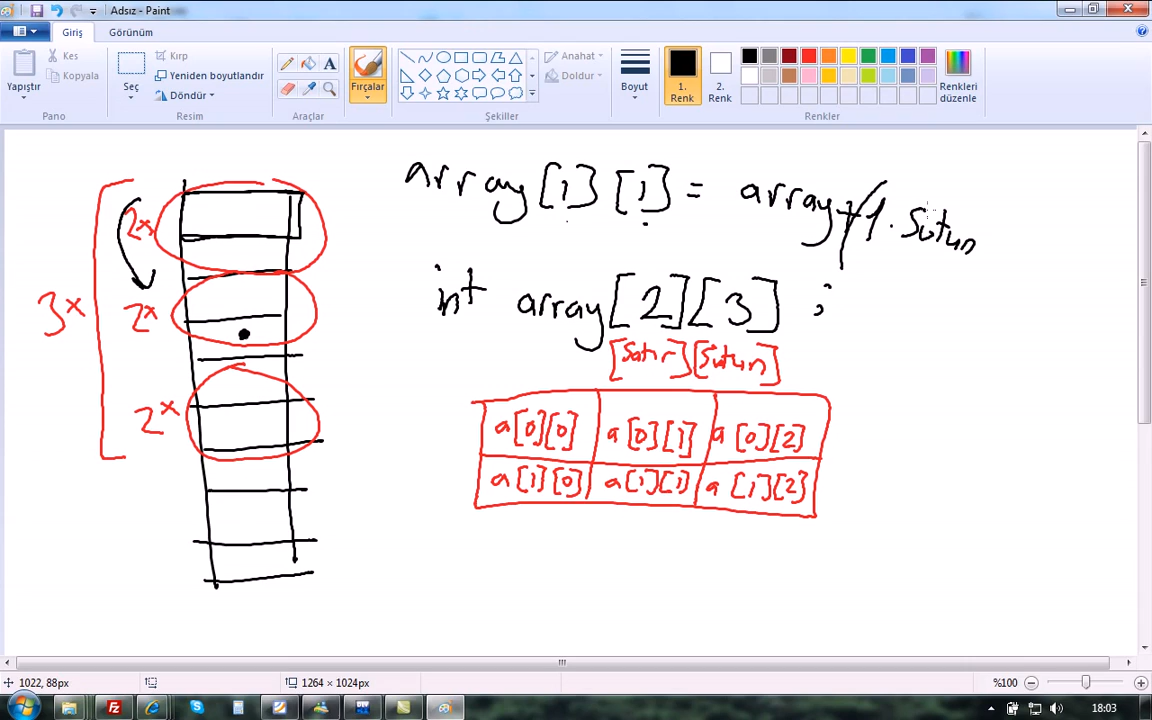 Adsız - Paint
Giriş Görünüm
Yapıştır
Kes
Kopyala
Pano
Seç
Kırp
Yeniden boyutlandır
Döndür
Resim
A
Araçlar
Fırçalar
Anahat
Doldur
Şekiller
Boyut
1. Renk
2. Renk
Renkleri düzenle
Renkler
array[1][1] = array+1.Sütun
int array[2][3] ;
[Satır][Sütun]
a[0][0] a[0][1] a[0][2]
a[1][0] a[1][1] a[1][2]
3x
2x
2x
2x
1022, 88px
1264 × 1024px
%100
18:03